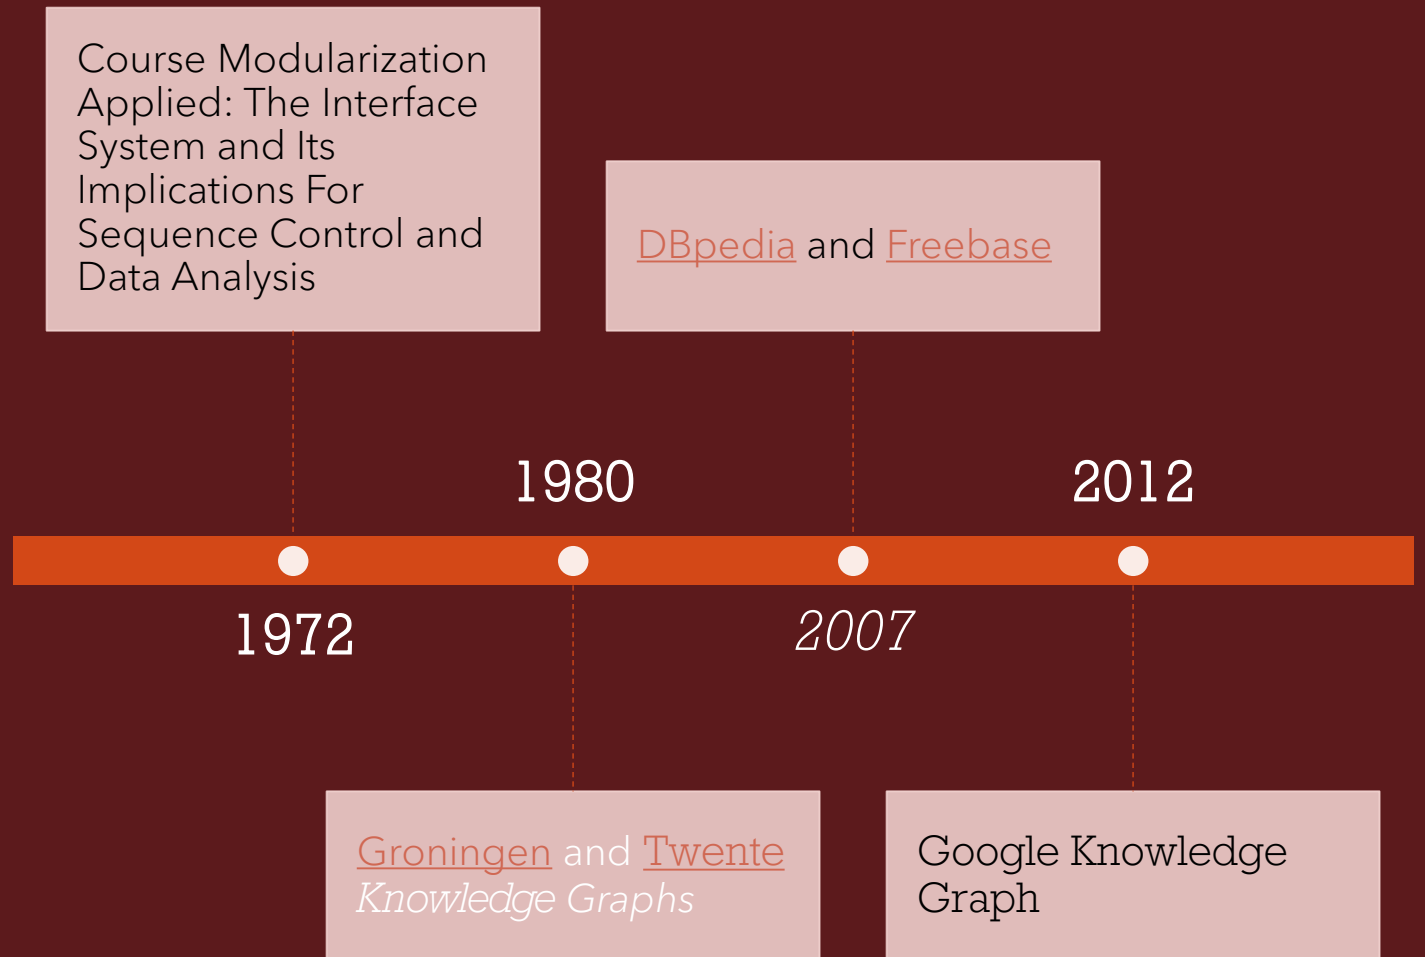 Course Modularization
Applied: The Interface
System and Its
Implications For
Sequence Control and
Data Analysis
DBpedia and Freebase
1980
2012
1972
2007
Groningen and Twente
Knowledge Graphs
Google Knowledge
Graph